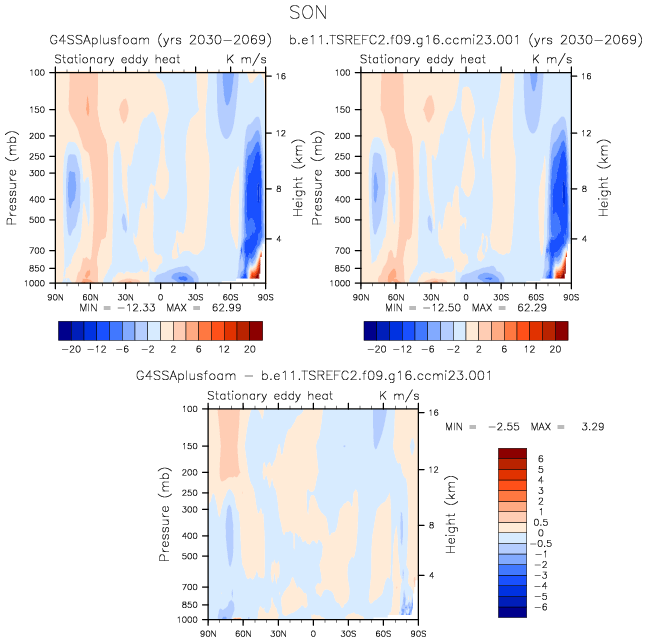 SON
G4SSAplusfoam (yrs 2030-2069)
b.e11.TSREFC2.f09.g16.ccmi23.001 (yrs 2030-2069)
Stationary eddy heat K m/s
Stationary eddy heat K m/s
Pressure (mb)
100
150
200
250
300
400
500
700
850
1000
16
12
8
4
Height (km)
90N 60N 30N 0 30S 60S 90S
MIN = -12.33 MAX = 62.99
-20 -12 -6 -2 2 6 12 20
Pressure (mb)
100
150
200
250
300
400
500
700
850
1000
16
12
8
4
Height (km)
90N 60N 30N 0 30S 60S 90S
MIN = -12.50 MAX = 62.29
-20 -12 -6 -2 2 6 12 20
G4SSAplusfoam - b.e11.TSREFC2.f09.g16.ccmi23.001
Stationary eddy heat K m/s
Pressure (mb)
100
150
200
250
300
400
500
700
850
1000
16
12
8
4
Height (km)
90N 60N 30N 0 30S 60S 90S
MIN = -2.55 MAX = 3.29
6
5
4
3
2
1
0.5
0
-0.5
-1
-2
-3
-4
-5
-6